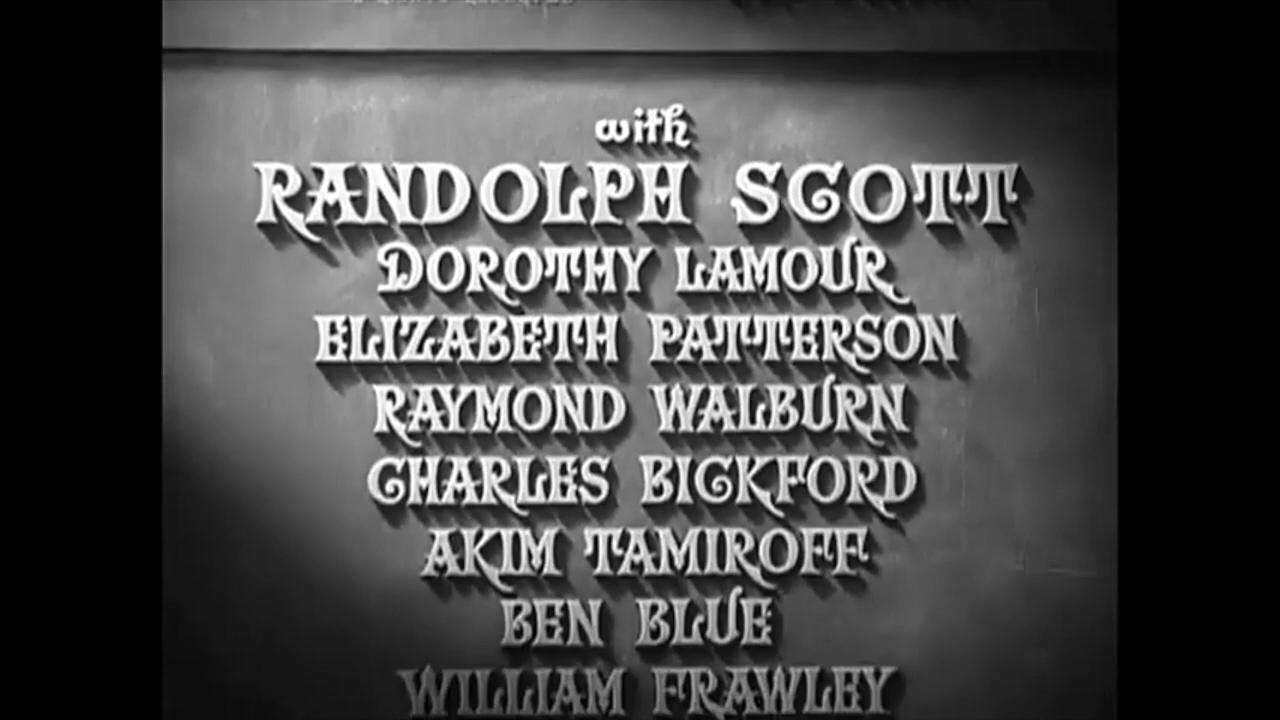 with
RANDOLPH SCOTT
DOROTHY LAMOUR
ELIZABETH PATTERSON
RAYMOND WALBURN
CHARLES BICKFORD
AKIM TAMIROFF
BEN BLUE
WILLIAM FRAWLEY